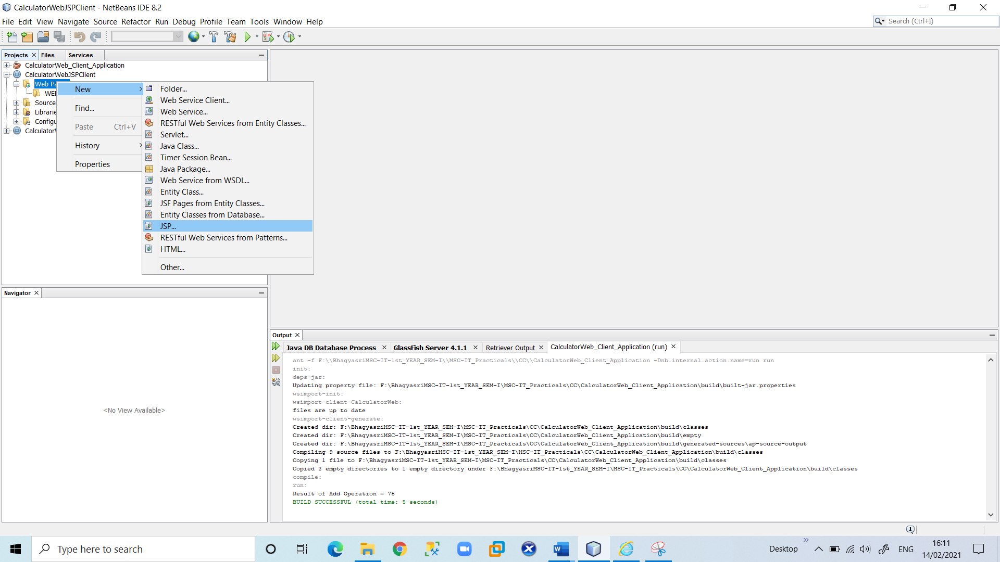 CalculatorWebJSPClient - NetBeans IDE 8.2
File Edit View Navigate Source Refactor Run Debug Profile Team Tools Window Help
Search (Ctrl+I)
Projects Files Services
CalculatorWeb_Client_Application
CalculatorWebJSPClient
Web Pa
WEB
Source
Librarie
Configu
CalculatorW
New
Find...
Paste Ctrl+V
History
Properties
Folder...
Web Service Client...
Web Service...
RESTful Web Services from Entity Classes...
Servlet...
Java Class...
Timer Session Bean...
Java Package...
Web Service from WSDL...
Entity Class...
JSF Pages from Entity Classes...
Entity Classes from Database...
JSP...
RESTful Web Services from Patterns...
HTML...
Other...
Navigator
<No View Available>
Output
Java DB Database Process GlassFish Server 4.1.1 Retriever Output CalculatorWeb_Client_Application (run)
ant -f F:\\BhagyasriMSC-IT-1st_YEAR_SEM-I\\MSC-IT_Practicals\\CC\\CalculatorWeb_Client_Application -Dnb.internal.action.name=run run
init:
deps-jar:
Updating property file: F:\BhagyasriMSC-IT-1st_YEAR_SEM-I\MSC-IT_Practicals\CC\CalculatorWeb_Client_Application\build\built-jar.properties
wsimport-init:
wsimport-client-CalculatorWeb:
files are up to date
wsimport-client-generate:
Created dir: F:\BhagyasriMSC-IT-1st_YEAR_SEM-I\MSC-IT_Practicals\CC\CalculatorWeb_Client_Application\build\classes
Created dir: F:\BhagyasriMSC-IT-1st_YEAR_SEM-I\MSC-IT_Practicals\CC\CalculatorWeb_Client_Application\build\empty
Created dir: F:\BhagyasriMSC-IT-1st_YEAR_SEM-I\MSC-IT_Practicals\CC\CalculatorWeb_Client_Application\build\generated-sources\ap-source-output
Compiling 9 source files to F:\BhagyasriMSC-IT-1st_YEAR_SEM-I\MSC-IT_Practicals\CC\CalculatorWeb_Client_Application\build\classes
Copying 1 file to F:\BhagyasriMSC-IT-1st_YEAR_SEM-I\MSC-IT_Practicals\CC\CalculatorWeb_Client_Application\build\classes
Copied 2 empty directories to 1 empty directory under F:\BhagyasriMSC-IT-1st_YEAR_SEM-I\MSC-IT_Practicals\CC\CalculatorWeb_Client_Application\build\classes
compile:
run:
Result of Add Operation = 75
BUILD SUCCESSFUL (total time: 5 seconds)
Type here to search
Desktop
ENG
16:11
14/02/2021